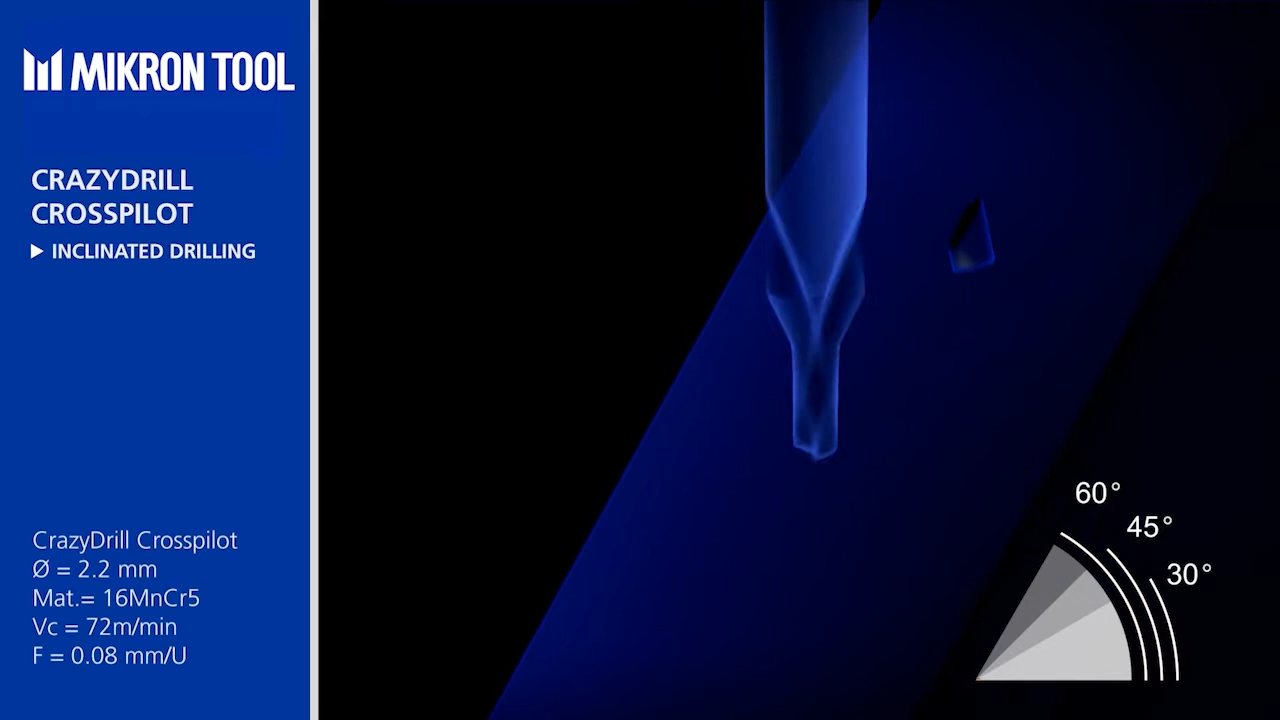 MIKRON TOOL
CRAZYDRILL
CROSSPILOT
INCLINATED DRILLING
CrazyDrill Crosspilot
Ø = 2.2 mm
Mat.= 16MnCr5
Vc = 72m/min
F = 0.08 mm/U
60°
45°
30°